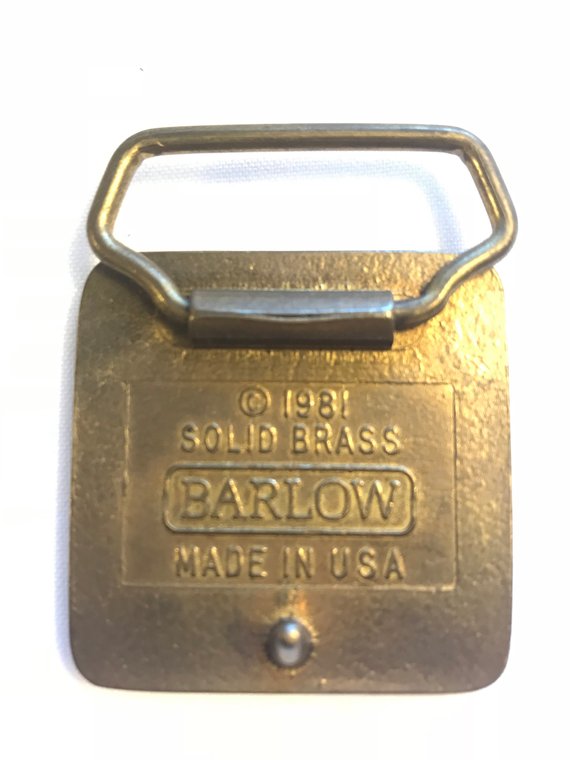 © 1981
SOLID BRASS
BARLOW
MADE IN USA